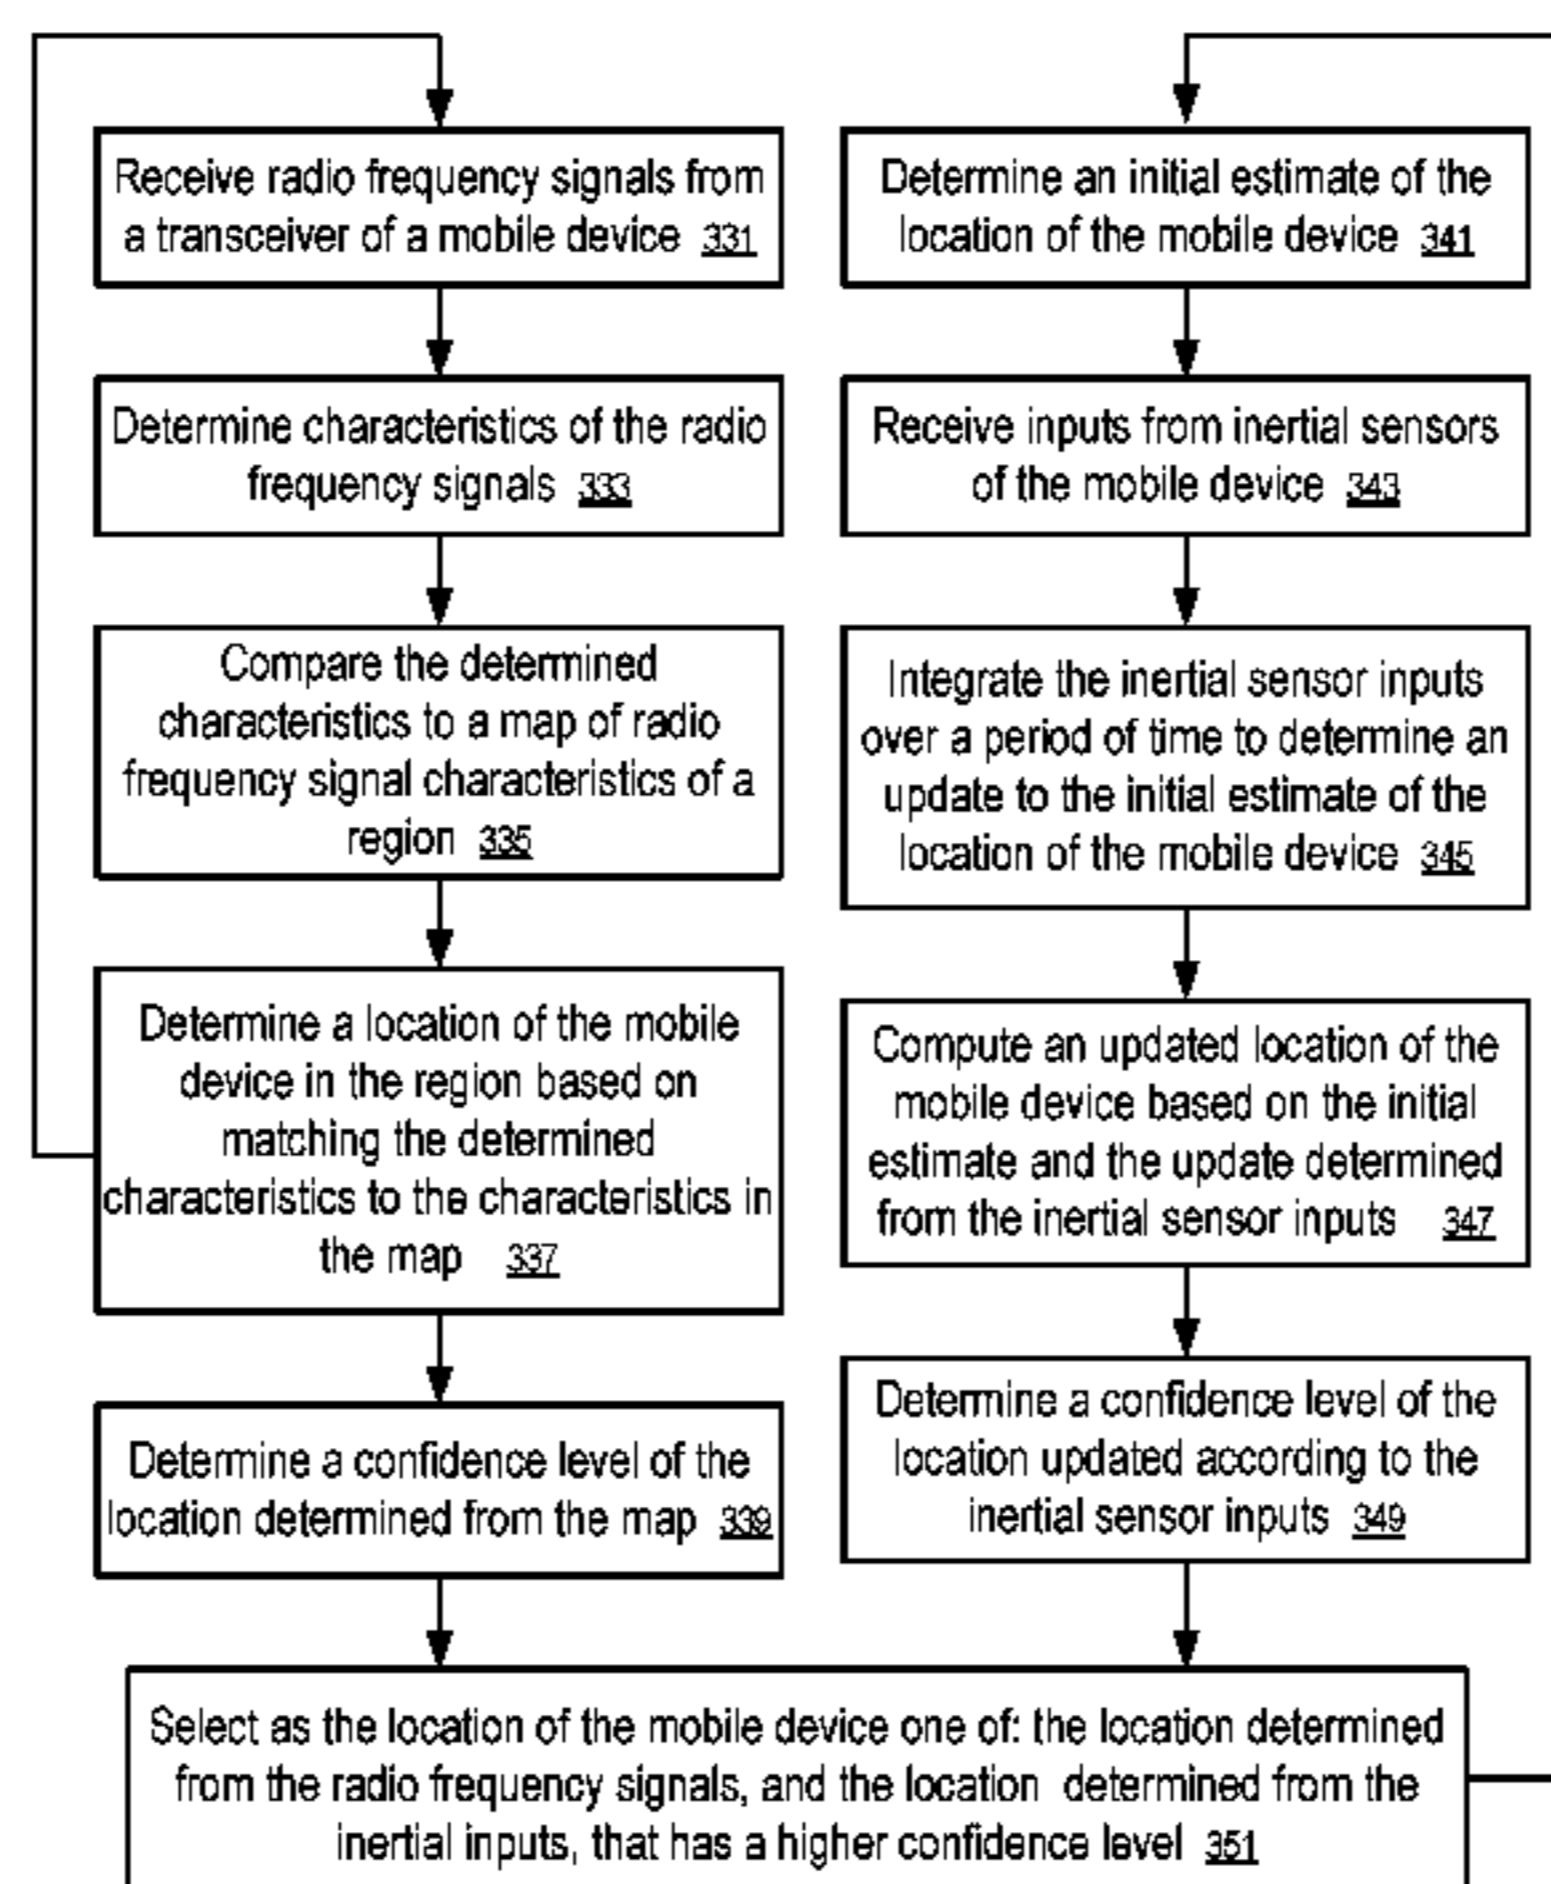 Receive radio frequency signals from
a transceiver of a mobile device 331
Determine characteristics of the radio
frequency signals 333
Compare the determined
characteristics to a map of radio
frequency signal characteristics of a
region 335
Determine a location of the mobile
device in the region based on
matching the determined
characteristics to the characteristics in
the map 337
Determine a confidence level of the
location determined from the map 339
Determine an initial estimate of the
location of the mobile device 341
Receive inputs from inertial sensors
of the mobile device 343
Integrate the inertial sensor inputs
over a period of time to determine an
update to the initial estimate of the
location of the mobile device 345
Compute an updated location of the
mobile device based on the initial
estimate and the update determined
from the inertial sensor inputs 347
Determine a confidence level of the
location updated according to the
inertial sensor inputs 349
Select as the location of the mobile device one of: the location determined
from the radio frequency signals, and the location determined from the
inertial inputs, that has a higher confidence level 351